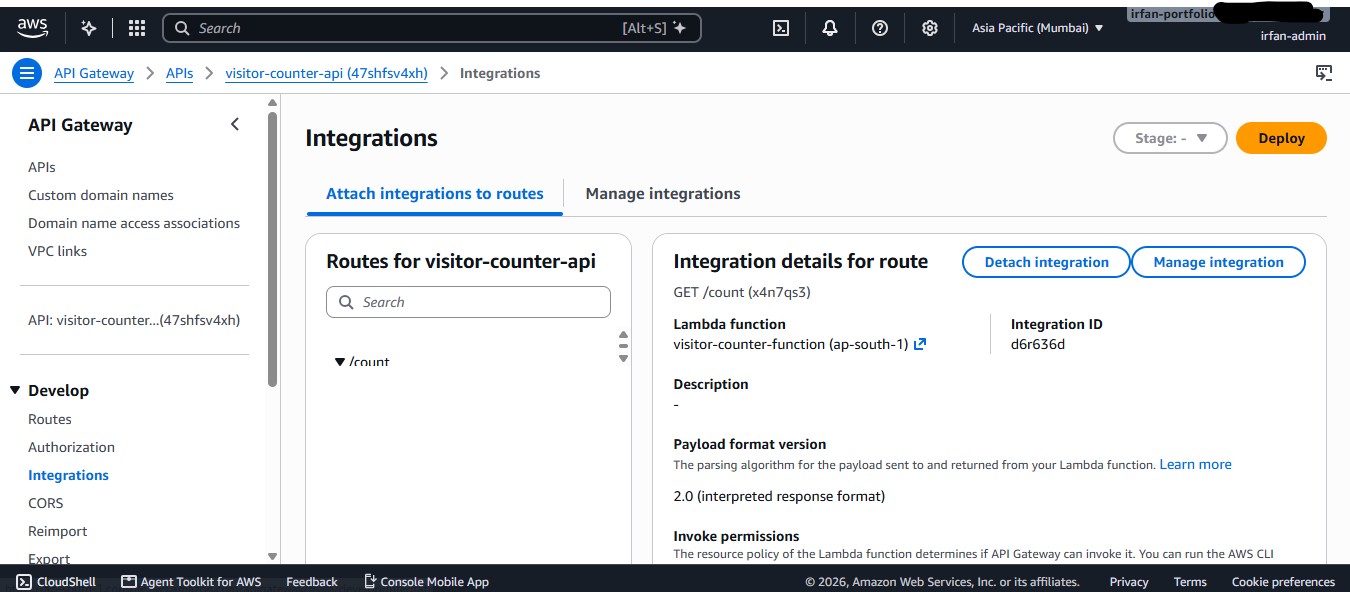 aws
Search [Alt+S]
Asia Pacific (Mumbai)
irfan-portfolio
irfan-admin
API Gateway
APIs
visitor-counter-api (47shfsv4xh)
Integrations
API Gateway
APIs
Custom domain names
Domain name access associations
VPC links
API: visitor-counter...(47shfsv4xh)
Develop
Routes
Authorization
Integrations
CORS
Reimport
Export
Integrations
Stage: -
Deploy
Attach integrations to routes
Manage integrations
Routes for visitor-counter-api
Search
/count
Integration details for route
Detach integration
Manage integration
GET /count (x4n7qs3)
Lambda function
visitor-counter-function (ap-south-1)
Integration ID
d6r636d
Description
-
Payload format version
The parsing algorithm for the payload sent to and returned from your Lambda function. Learn more
2.0 (interpreted response format)
Invoke permissions
The resource policy of the Lambda function determines if API Gateway can invoke it. You can run the AWS CLI
CloudShell
Agent Toolkit for AWS
Feedback
Console Mobile App
© 2026, Amazon Web Services, Inc. or its affiliates.
Privacy
Terms
Cookie preferences